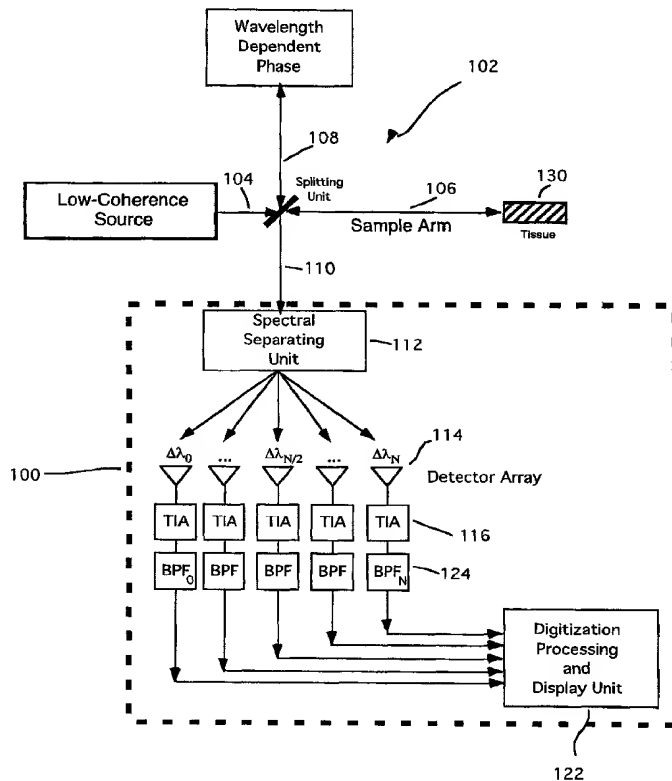 Wavelength
Dependent
Phase
102
108
104
Splitting
Unit
106
130
Low-Coherence
Source
Sample Arm
Tissue
110
Spectral
Separating
Unit
112
Δλ0 ... ΔλN/2 ... ΔλN
114
100
Detector Array
TIA TIA TIA TIA TIA
116
BPF0 BPF BPF BPF BPFN
124
Digitization
Processing
and
Display Unit
122